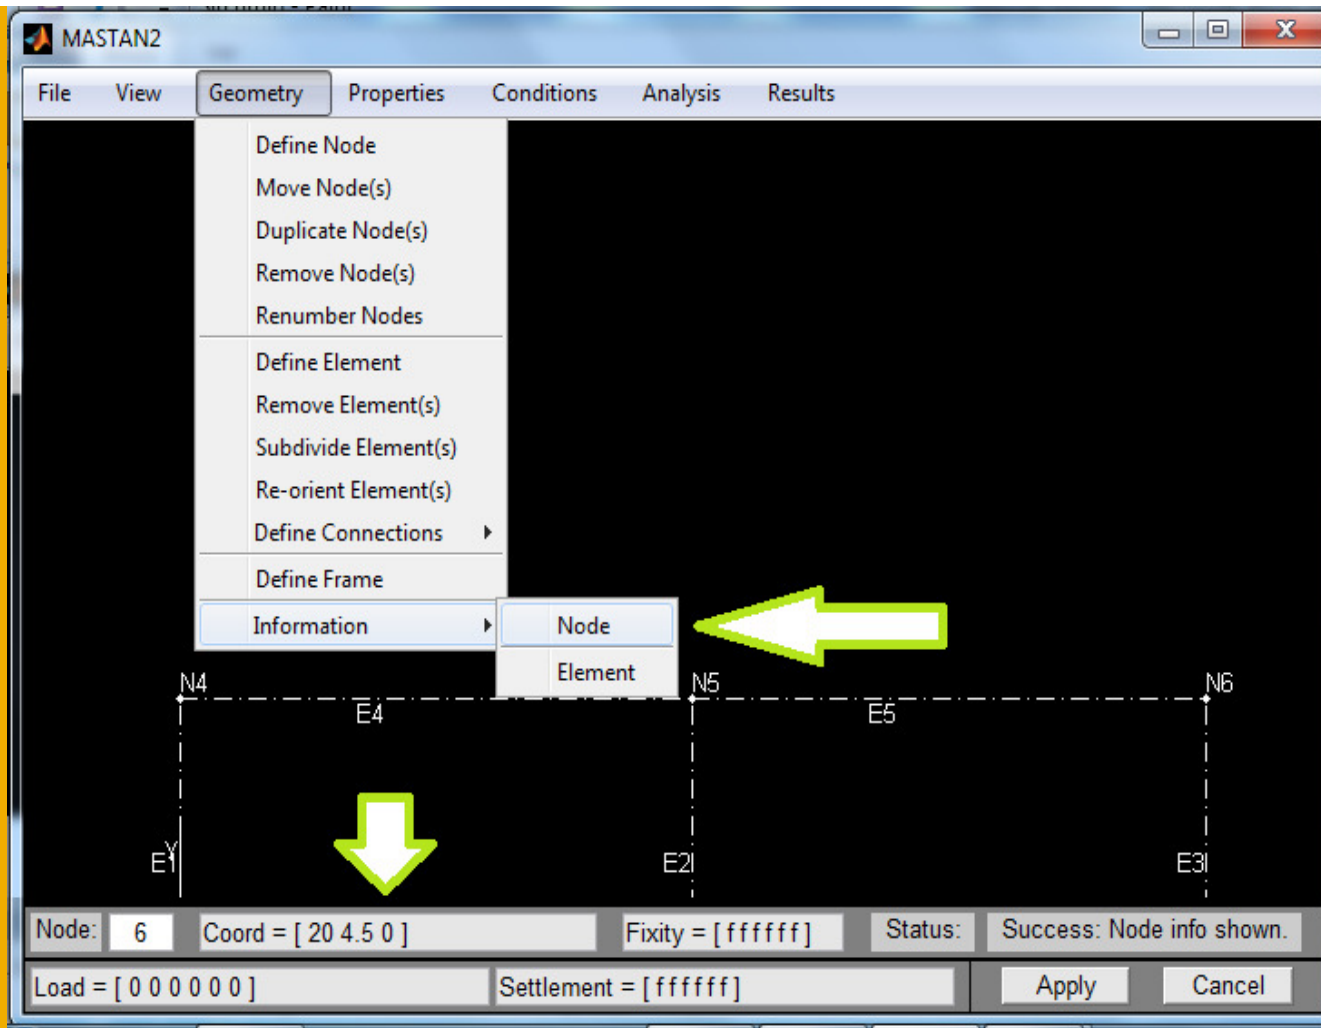 MASTAN2
File View Geometry Properties Conditions Analysis Results
Define Node
Move Node(s)
Duplicate Node(s)
Remove Node(s)
Renumber Nodes
Define Element
Remove Element(s)
Subdivide Element(s)
Re-orient Element(s)
Define Connections
Define Frame
Information
Node
Element
N4 N5 N6
E4 E5
Y
E1 E2 E3
Node: 6 Coord = [ 20 4.5 0 ] Fixity = [ f f f f f f ] Status: Success: Node info shown.
Load = [ 0 0 0 0 0 0 ] Settlement = [ f f f f f f ] Apply Cancel